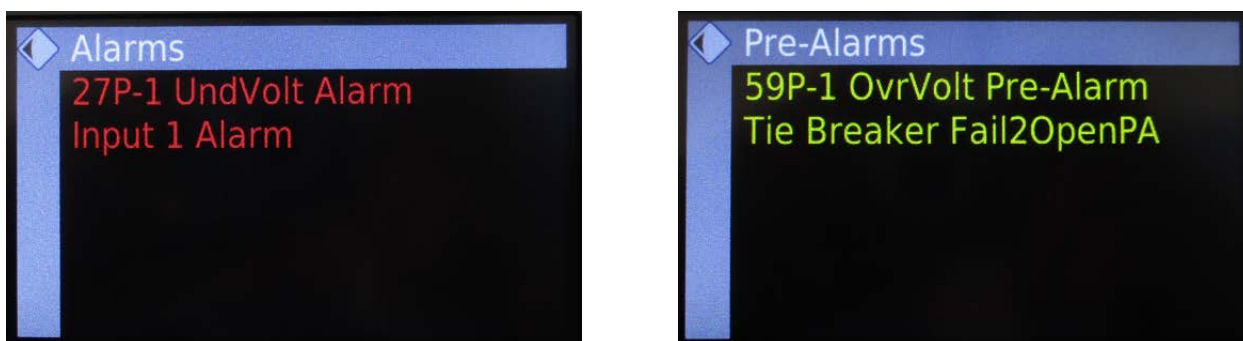 Alarms
27P-1 UndVolt Alarm
Input 1 Alarm
Pre-Alarms
59P-1 OvrVolt Pre-Alarm
Tie Breaker Fail2OpenPA